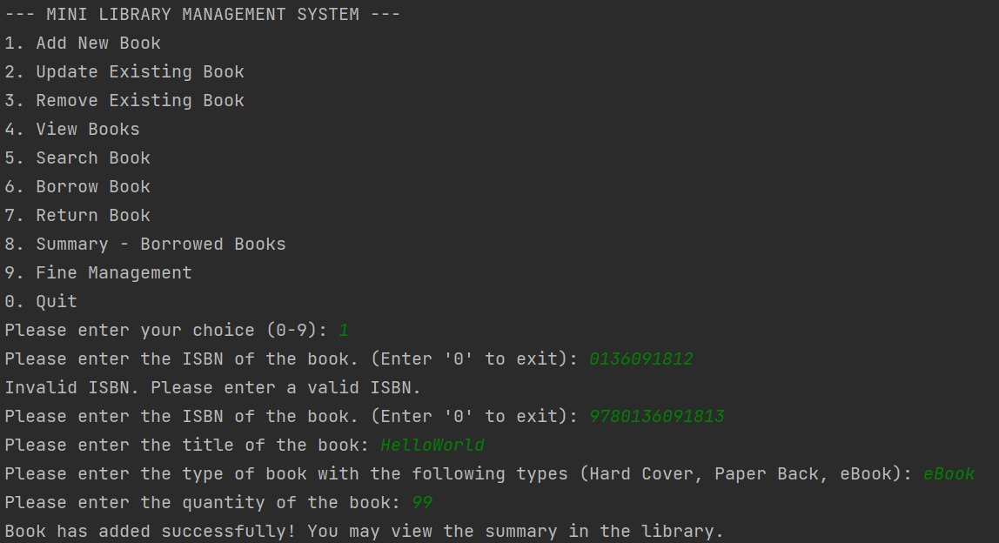 --- MINI LIBRARY MANAGEMENT SYSTEM ---
1. Add New Book
2. Update Existing Book
3. Remove Existing Book
4. View Books
5. Search Book
6. Borrow Book
7. Return Book
8. Summary - Borrowed Books
9. Fine Management
0. Quit
Please enter your choice (0-9): 1
Please enter the ISBN of the book. (Enter '0' to exit): 0136091812
Invalid ISBN. Please enter a valid ISBN.
Please enter the ISBN of the book. (Enter '0' to exit): 9780136091813
Please enter the title of the book: HelloWorld
Please enter the type of book with the following types (Hard Cover, Paper Back, eBook): eBook
Please enter the quantity of the book: 99
Book has added successfully! You may view the summary in the library.